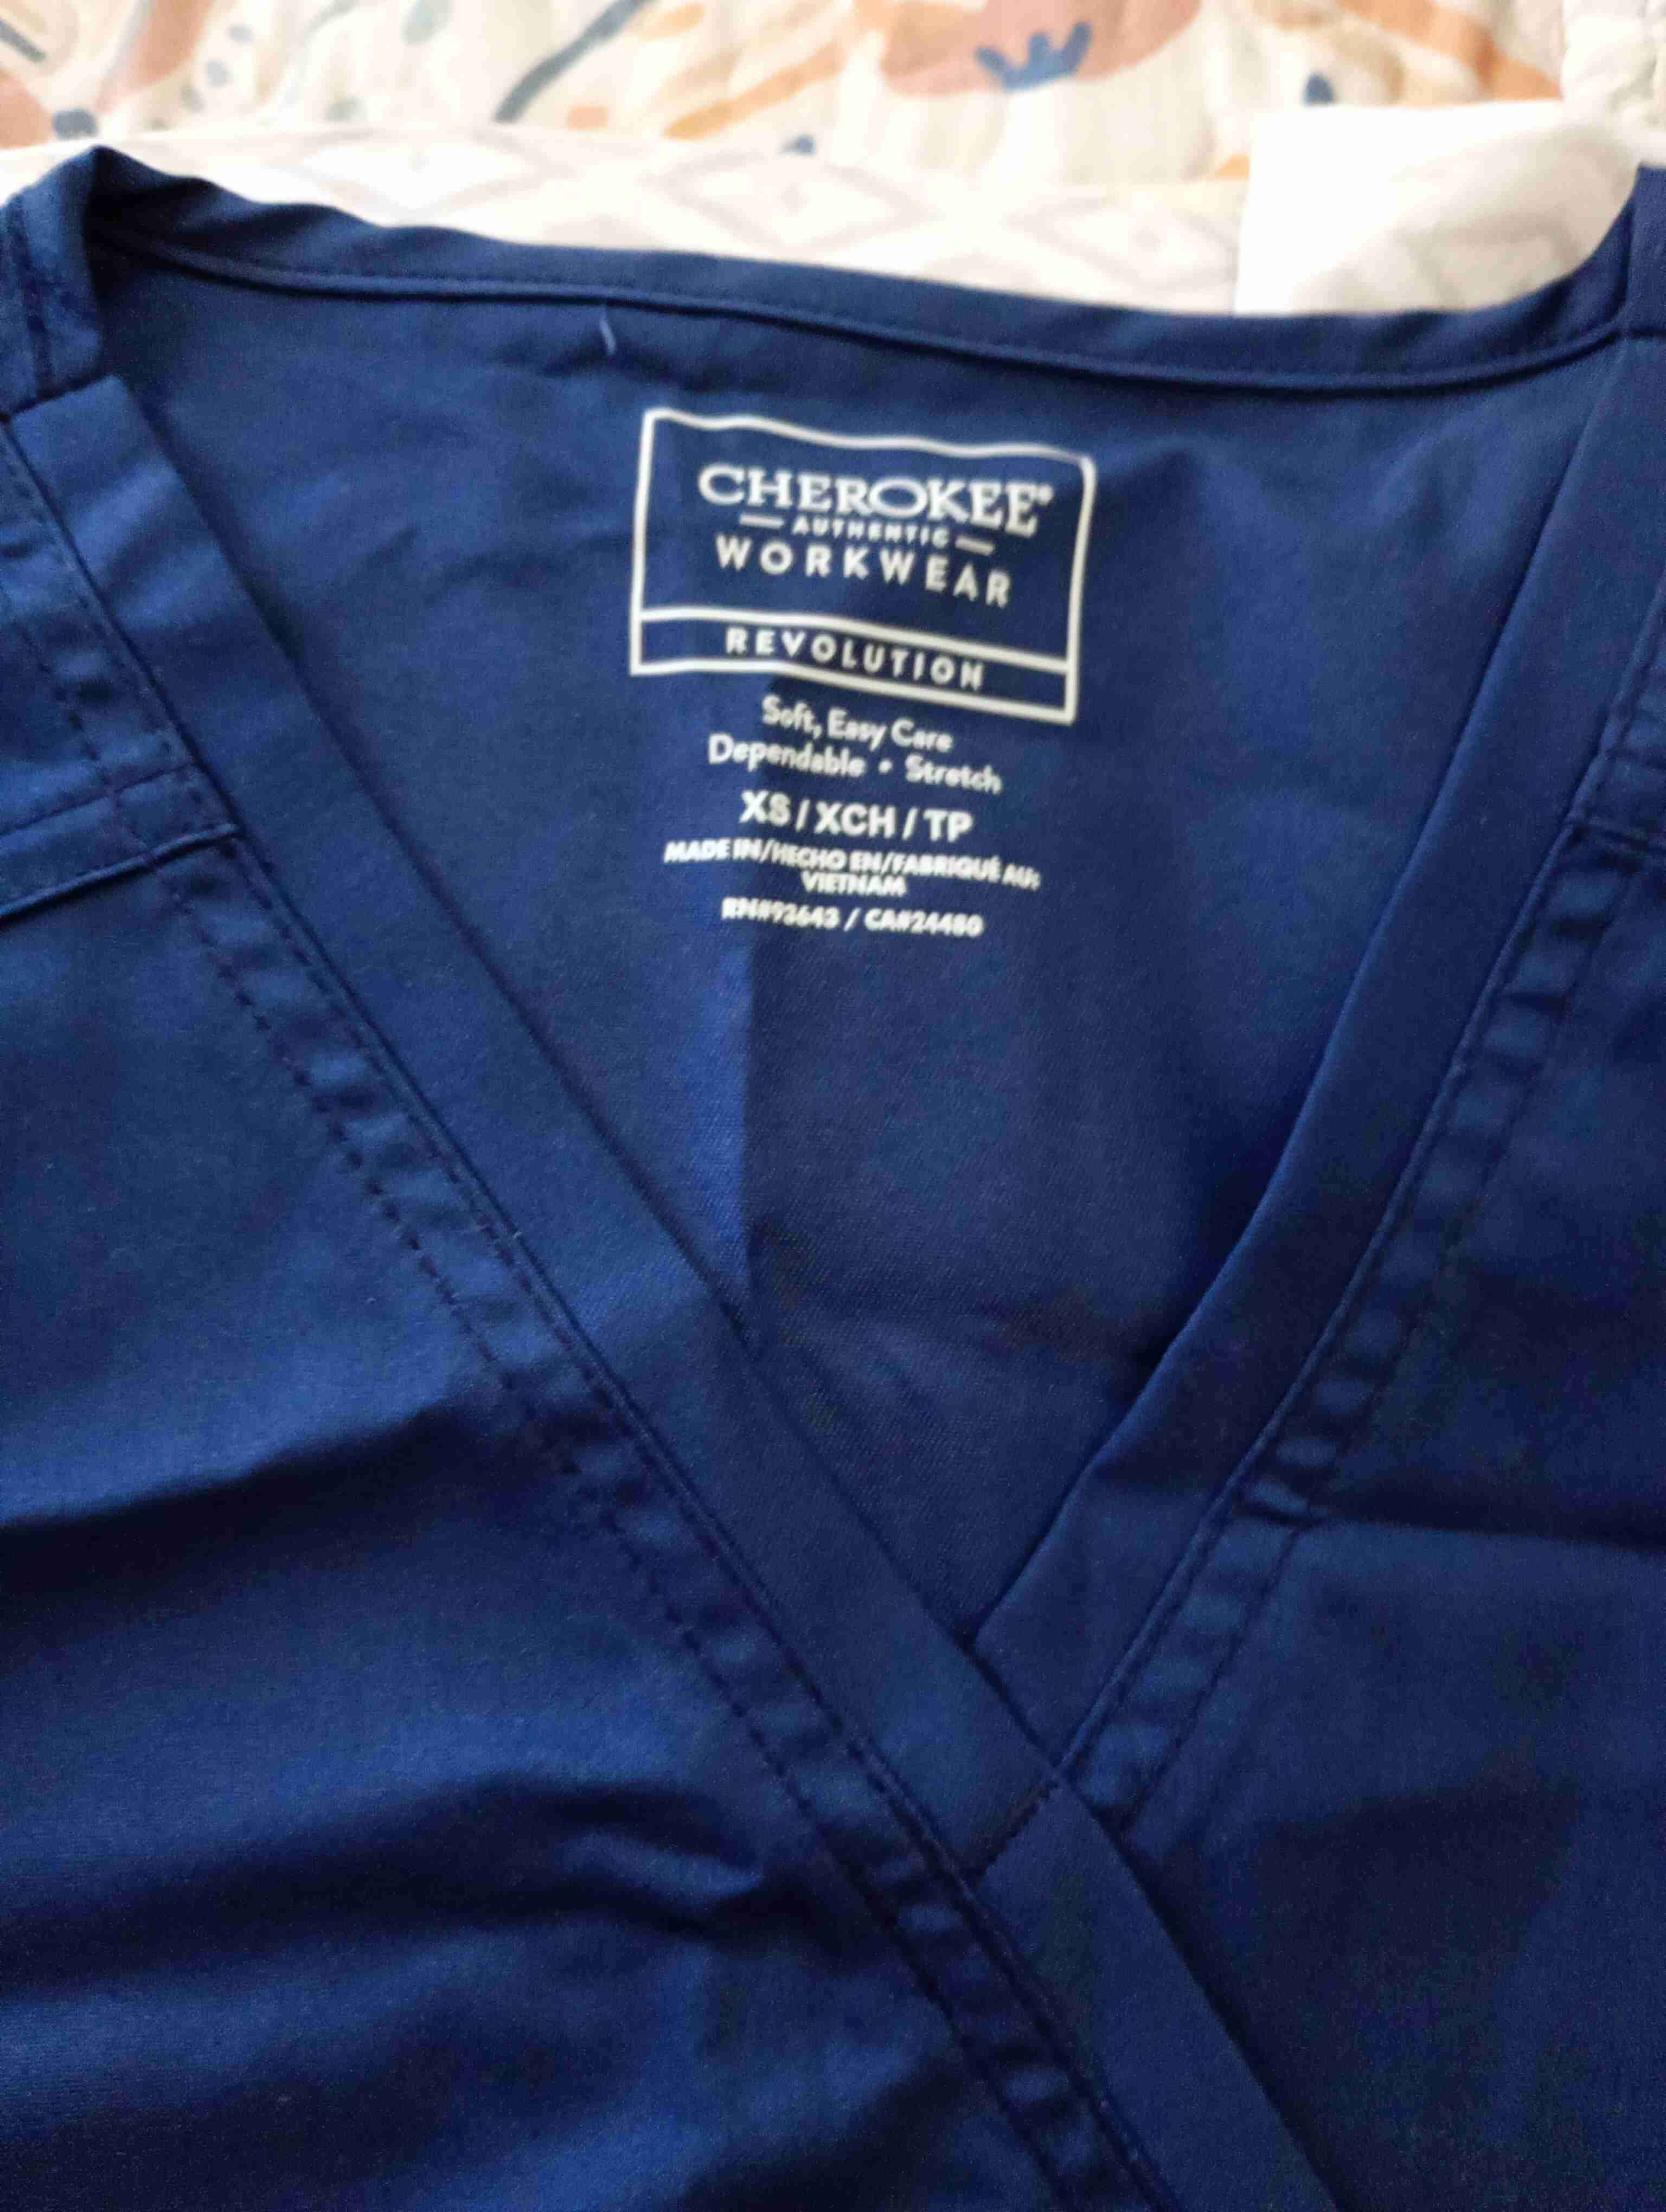 CHEROKEE®
AUTHENTIC
WORKWEAR
REVOLUTION
Soft, Easy Care
Dependable • Stretch
XS / XCH / TP
MADE IN/HECHO EN/FABRIQUÉ AU:
VIETNAM
RN#93643 / CA#24480